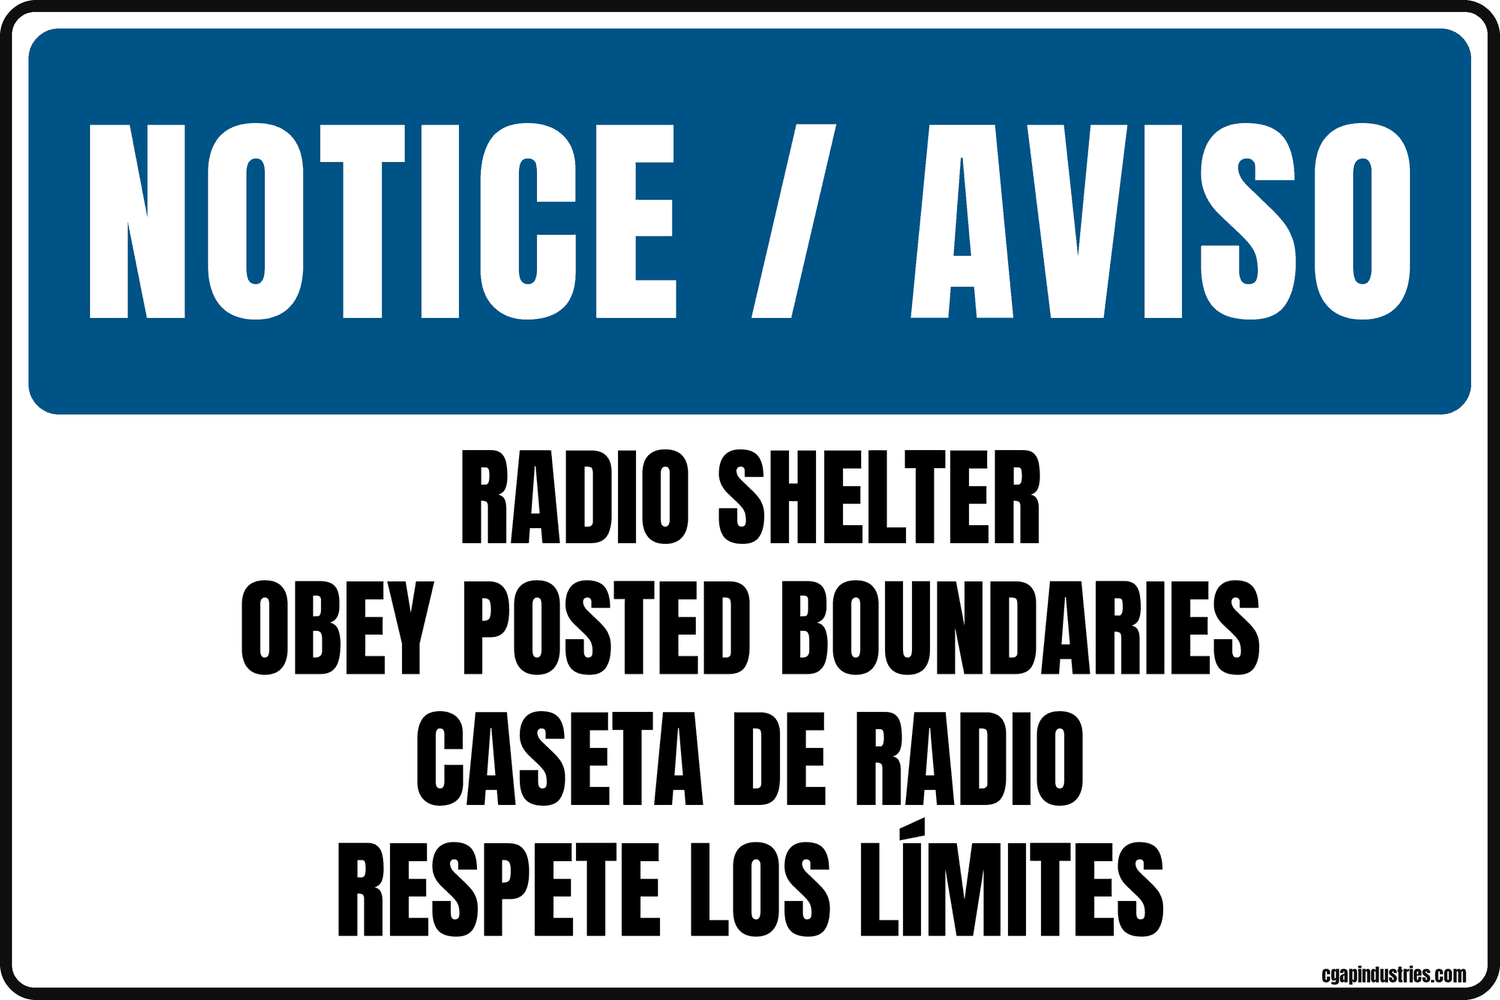 NOTICE / AVISO
RADIO SHELTER
OBEY POSTED BOUNDARIES
CASETA DE RADIO
RESPETE LOS LÍMITES
cgapindustries.com